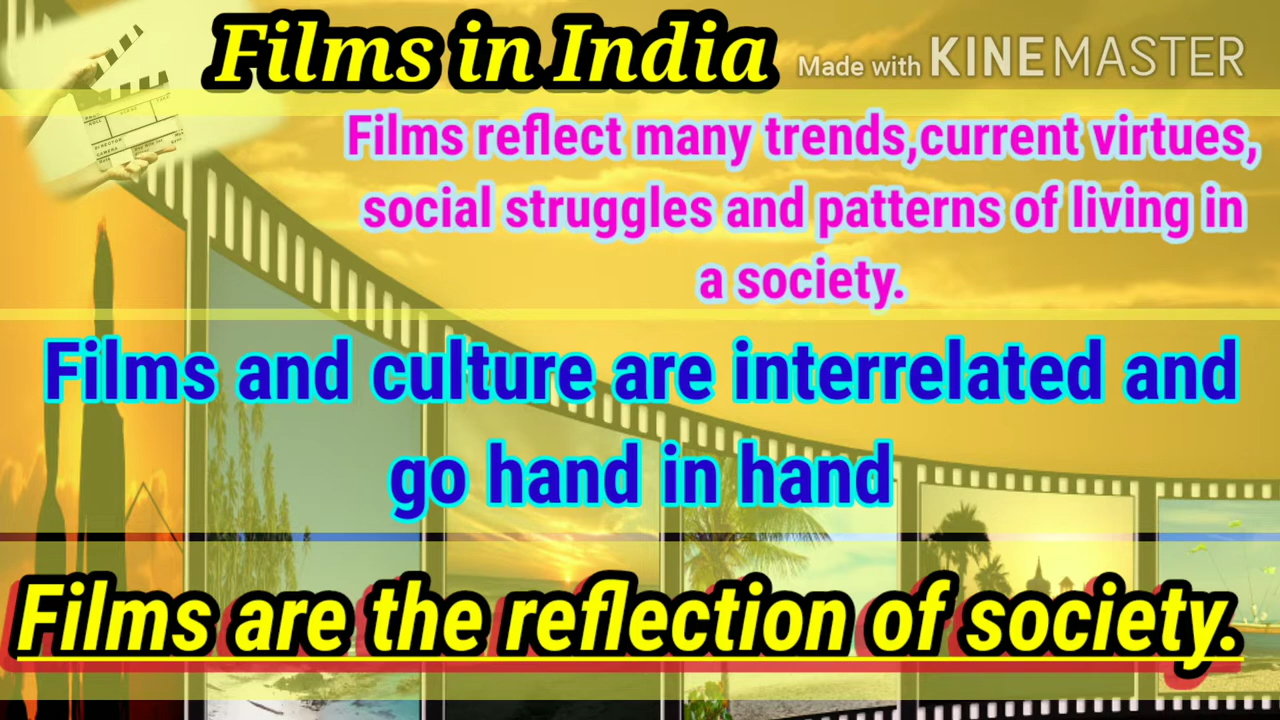 Films in India
Made with KINEMASTER
Films reflect many trends,current virtues,
social struggles and patterns of living in
a society.
Films and culture are interrelated and
go hand in hand
Films are the reflection of society.